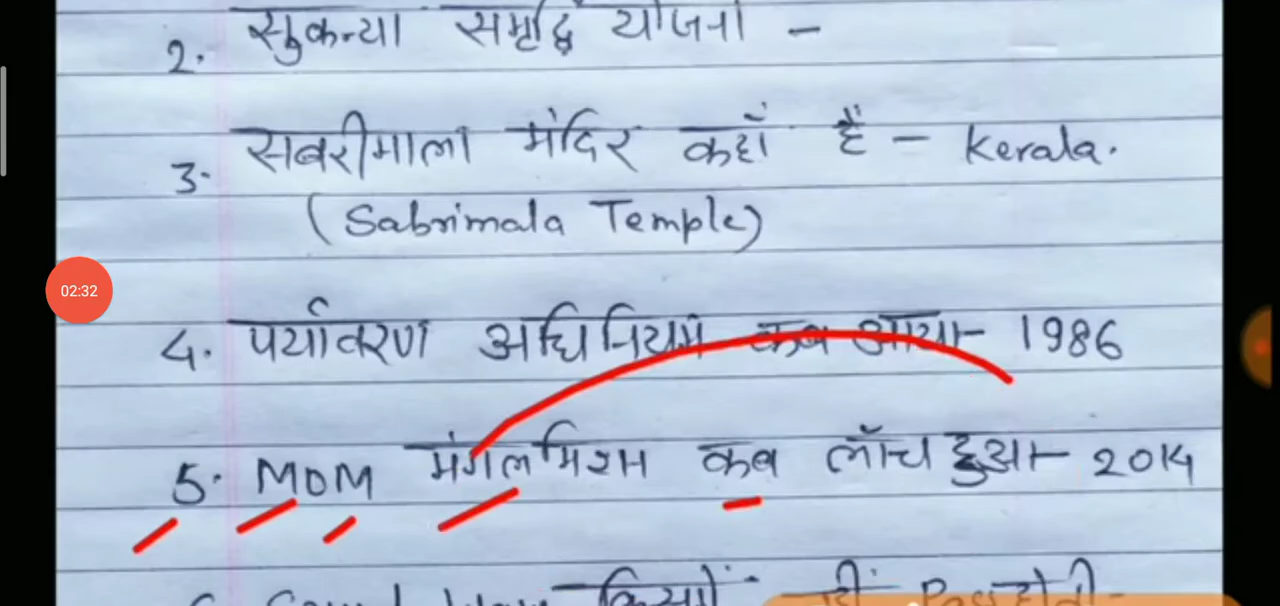 2. सुकन्या समृद्धि योजना -
3. सबरीमाला मंदिर कहाँ है - Kerala.
(Sabrimala Temple)
02:32
4. पर्यावरण अधिनियम कब आया - 1986
5. MOM मंगल मिशन कब लॉंच हुआ - 2014